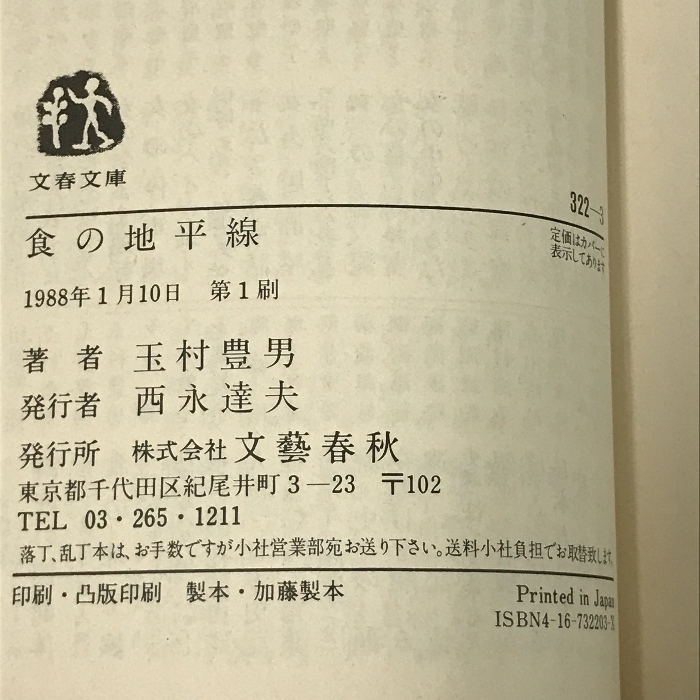 文春文庫
322—3
定価はカバーに
表示してあります
食の地平線
1988年1月10日 第1刷
著者 玉村豊男
発行者 西永達夫
発行所 株式会社 文藝春秋
東京都千代田区紀尾井町3—23 〒102
TEL 03・265・1211
落丁、乱丁本は、お手数ですが小社営業部宛お送り下さい。送料小社負担でお取替致します。
印刷・凸版印刷 製本・加藤製本
Printed in Japan
ISBN4-16-732203-X